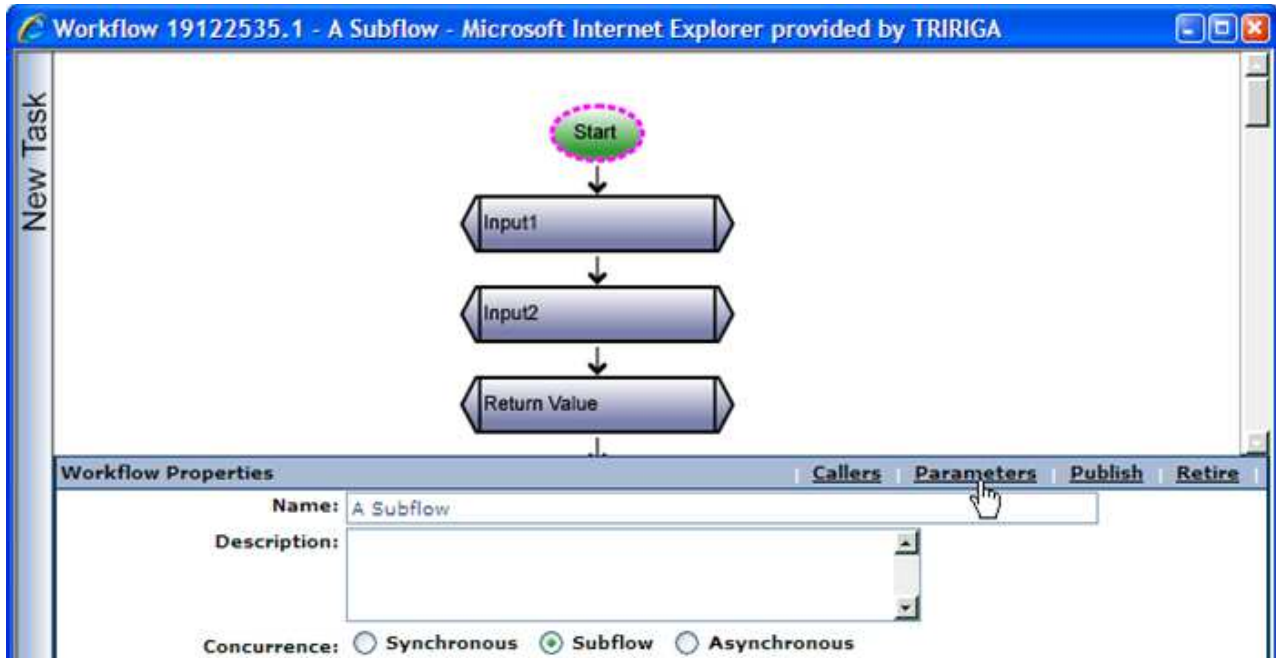 Workflow 19122535.1 - A Subflow - Microsoft Internet Explorer provided by TRIRIGA
New Task
Start
Input1
Input2
Return Value
Workflow Properties
Callers
Parameters
Publish
Retire
Name: A Subflow
Description:
Concurrence: Synchronous Subflow Asynchronous